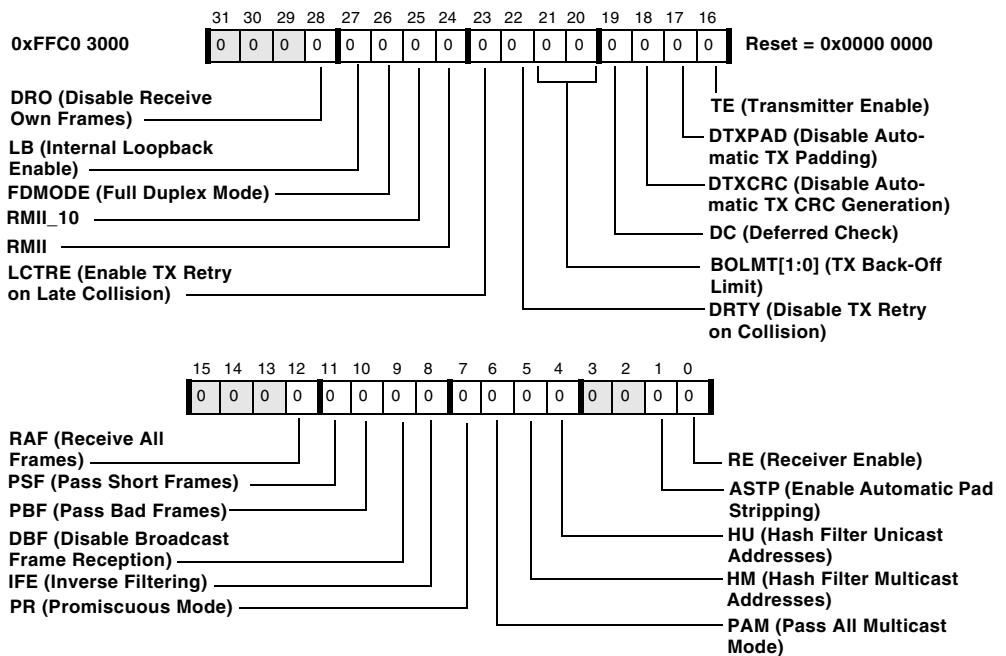 31 30 29 28 27 26 25 24 23 22 21 20 19 18 17 16
0xFFC0 3000
0 0 0 0 0 0 0 0 0 0 0 0 0 0 0 0
Reset = 0x0000 0000
DRO (Disable Receive
Own Frames)
LB (Internal Loopback
Enable)
FDMODE (Full Duplex Mode)
RMII_10
RMII
LCTRE (Enable TX Retry
on Late Collision)
TE (Transmitter Enable)
DTXPAD (Disable Auto-
matic TX Padding)
DTXCRC (Disable Auto-
matic TX CRC Generation)
DC (Deferred Check)
BOLMT[1:0] (TX Back-Off
Limit)
DRTY (Disable TX Retry
on Collision)
15 14 13 12 11 10 9 8 7 6 5 4 3 2 1 0
0 0 0 0 0 0 0 0 0 0 0 0 0 0 0 0
RAF (Receive All
Frames)
PSF (Pass Short Frames)
PBF (Pass Bad Frames)
DBF (Disable Broadcast
Frame Reception)
IFE (Inverse Filtering)
PR (Promiscuous Mode)
RE (Receiver Enable)
ASTP (Enable Automatic Pad
Stripping)
HU (Hash Filter Unicast
Addresses)
HM (Hash Filter Multicast
Addresses)
PAM (Pass All Multicast
Mode)